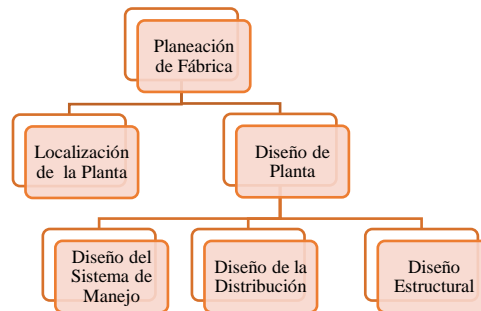 Planeación
de Fábrica
Localización
de la Planta
Diseño de
Planta
Diseño del
Sistema de
Manejo
Diseño de la
Distribución
Diseño
Estructural